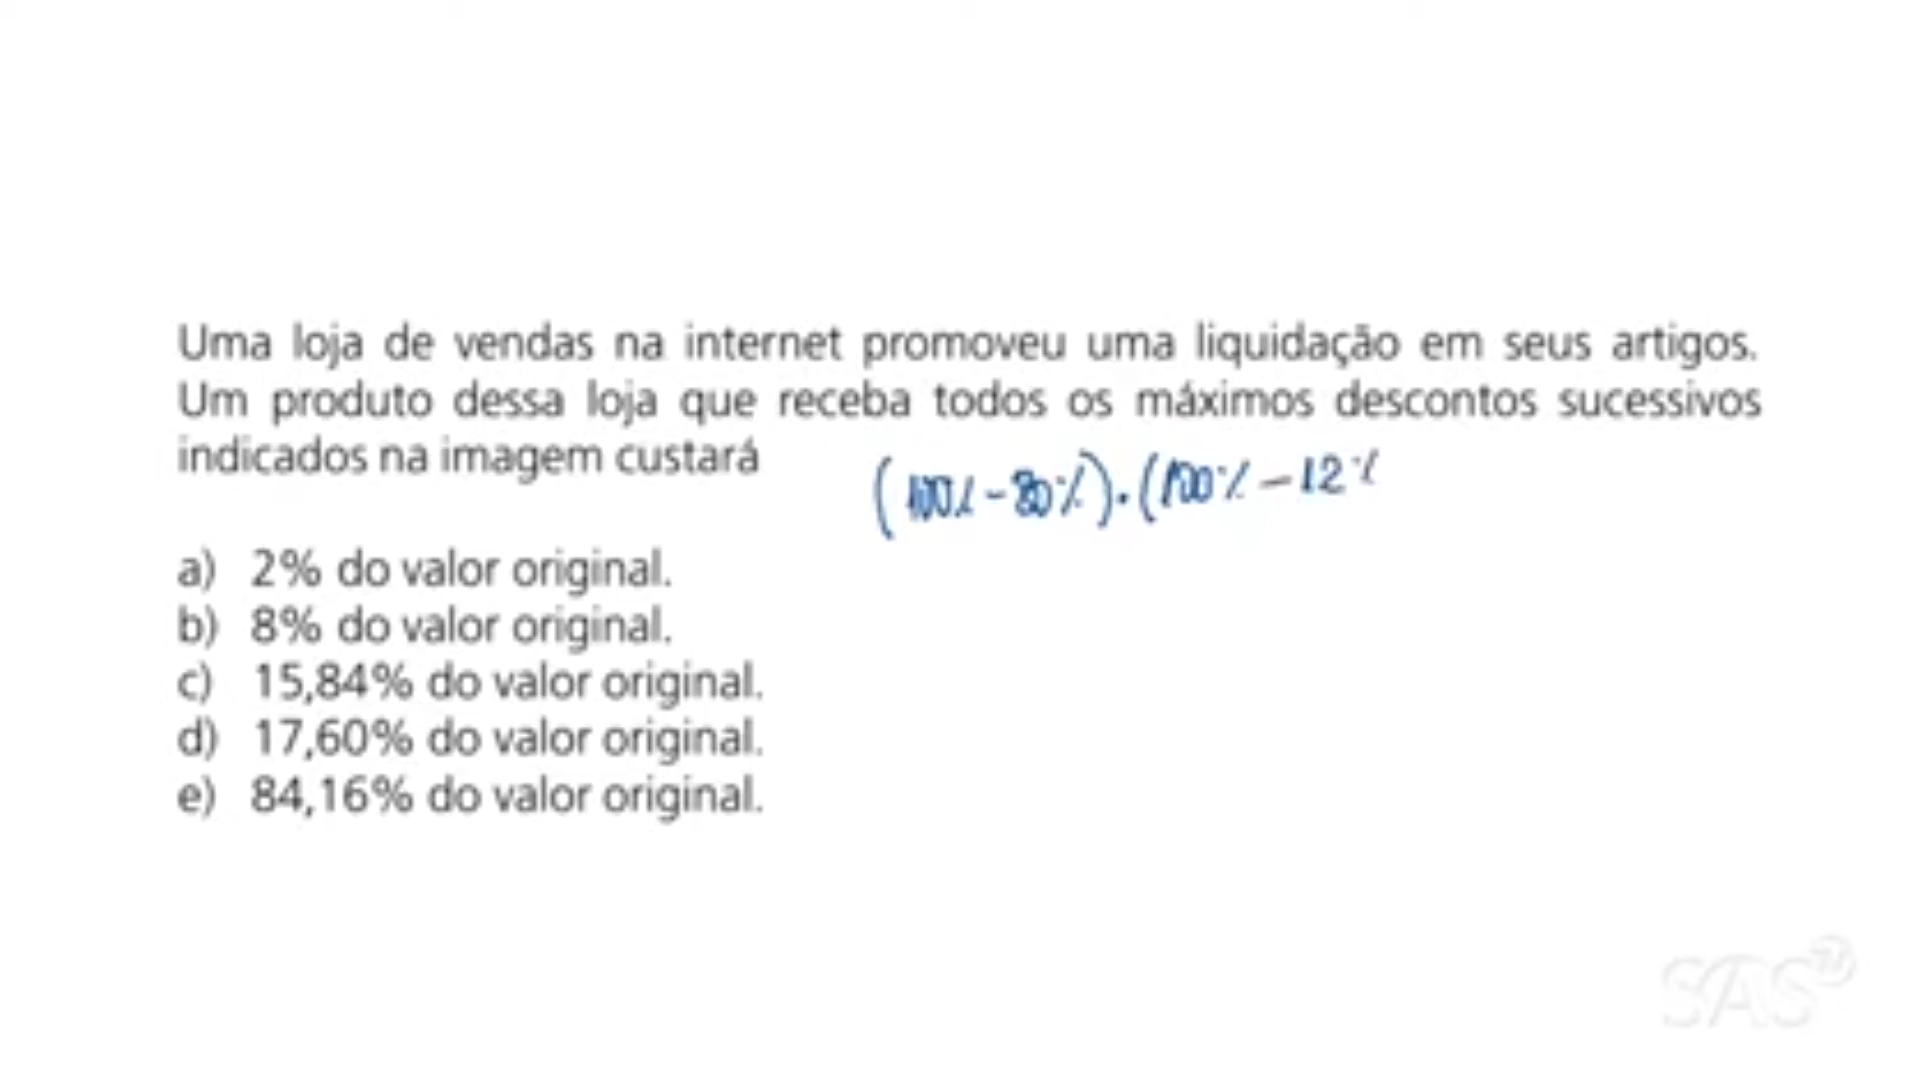 Uma loja de vendas na internet promoveu uma liquidação em seus artigos.
Um produto dessa loja que receba todos os máximos descontos sucessivos
indicados na imagem custará
(100% - 80%) . (100% - 12%
a) 2% do valor original.
b) 8% do valor original.
c) 15,84% do valor original.
d) 17,60% do valor original.
e) 84,16% do valor original.
SAS TV